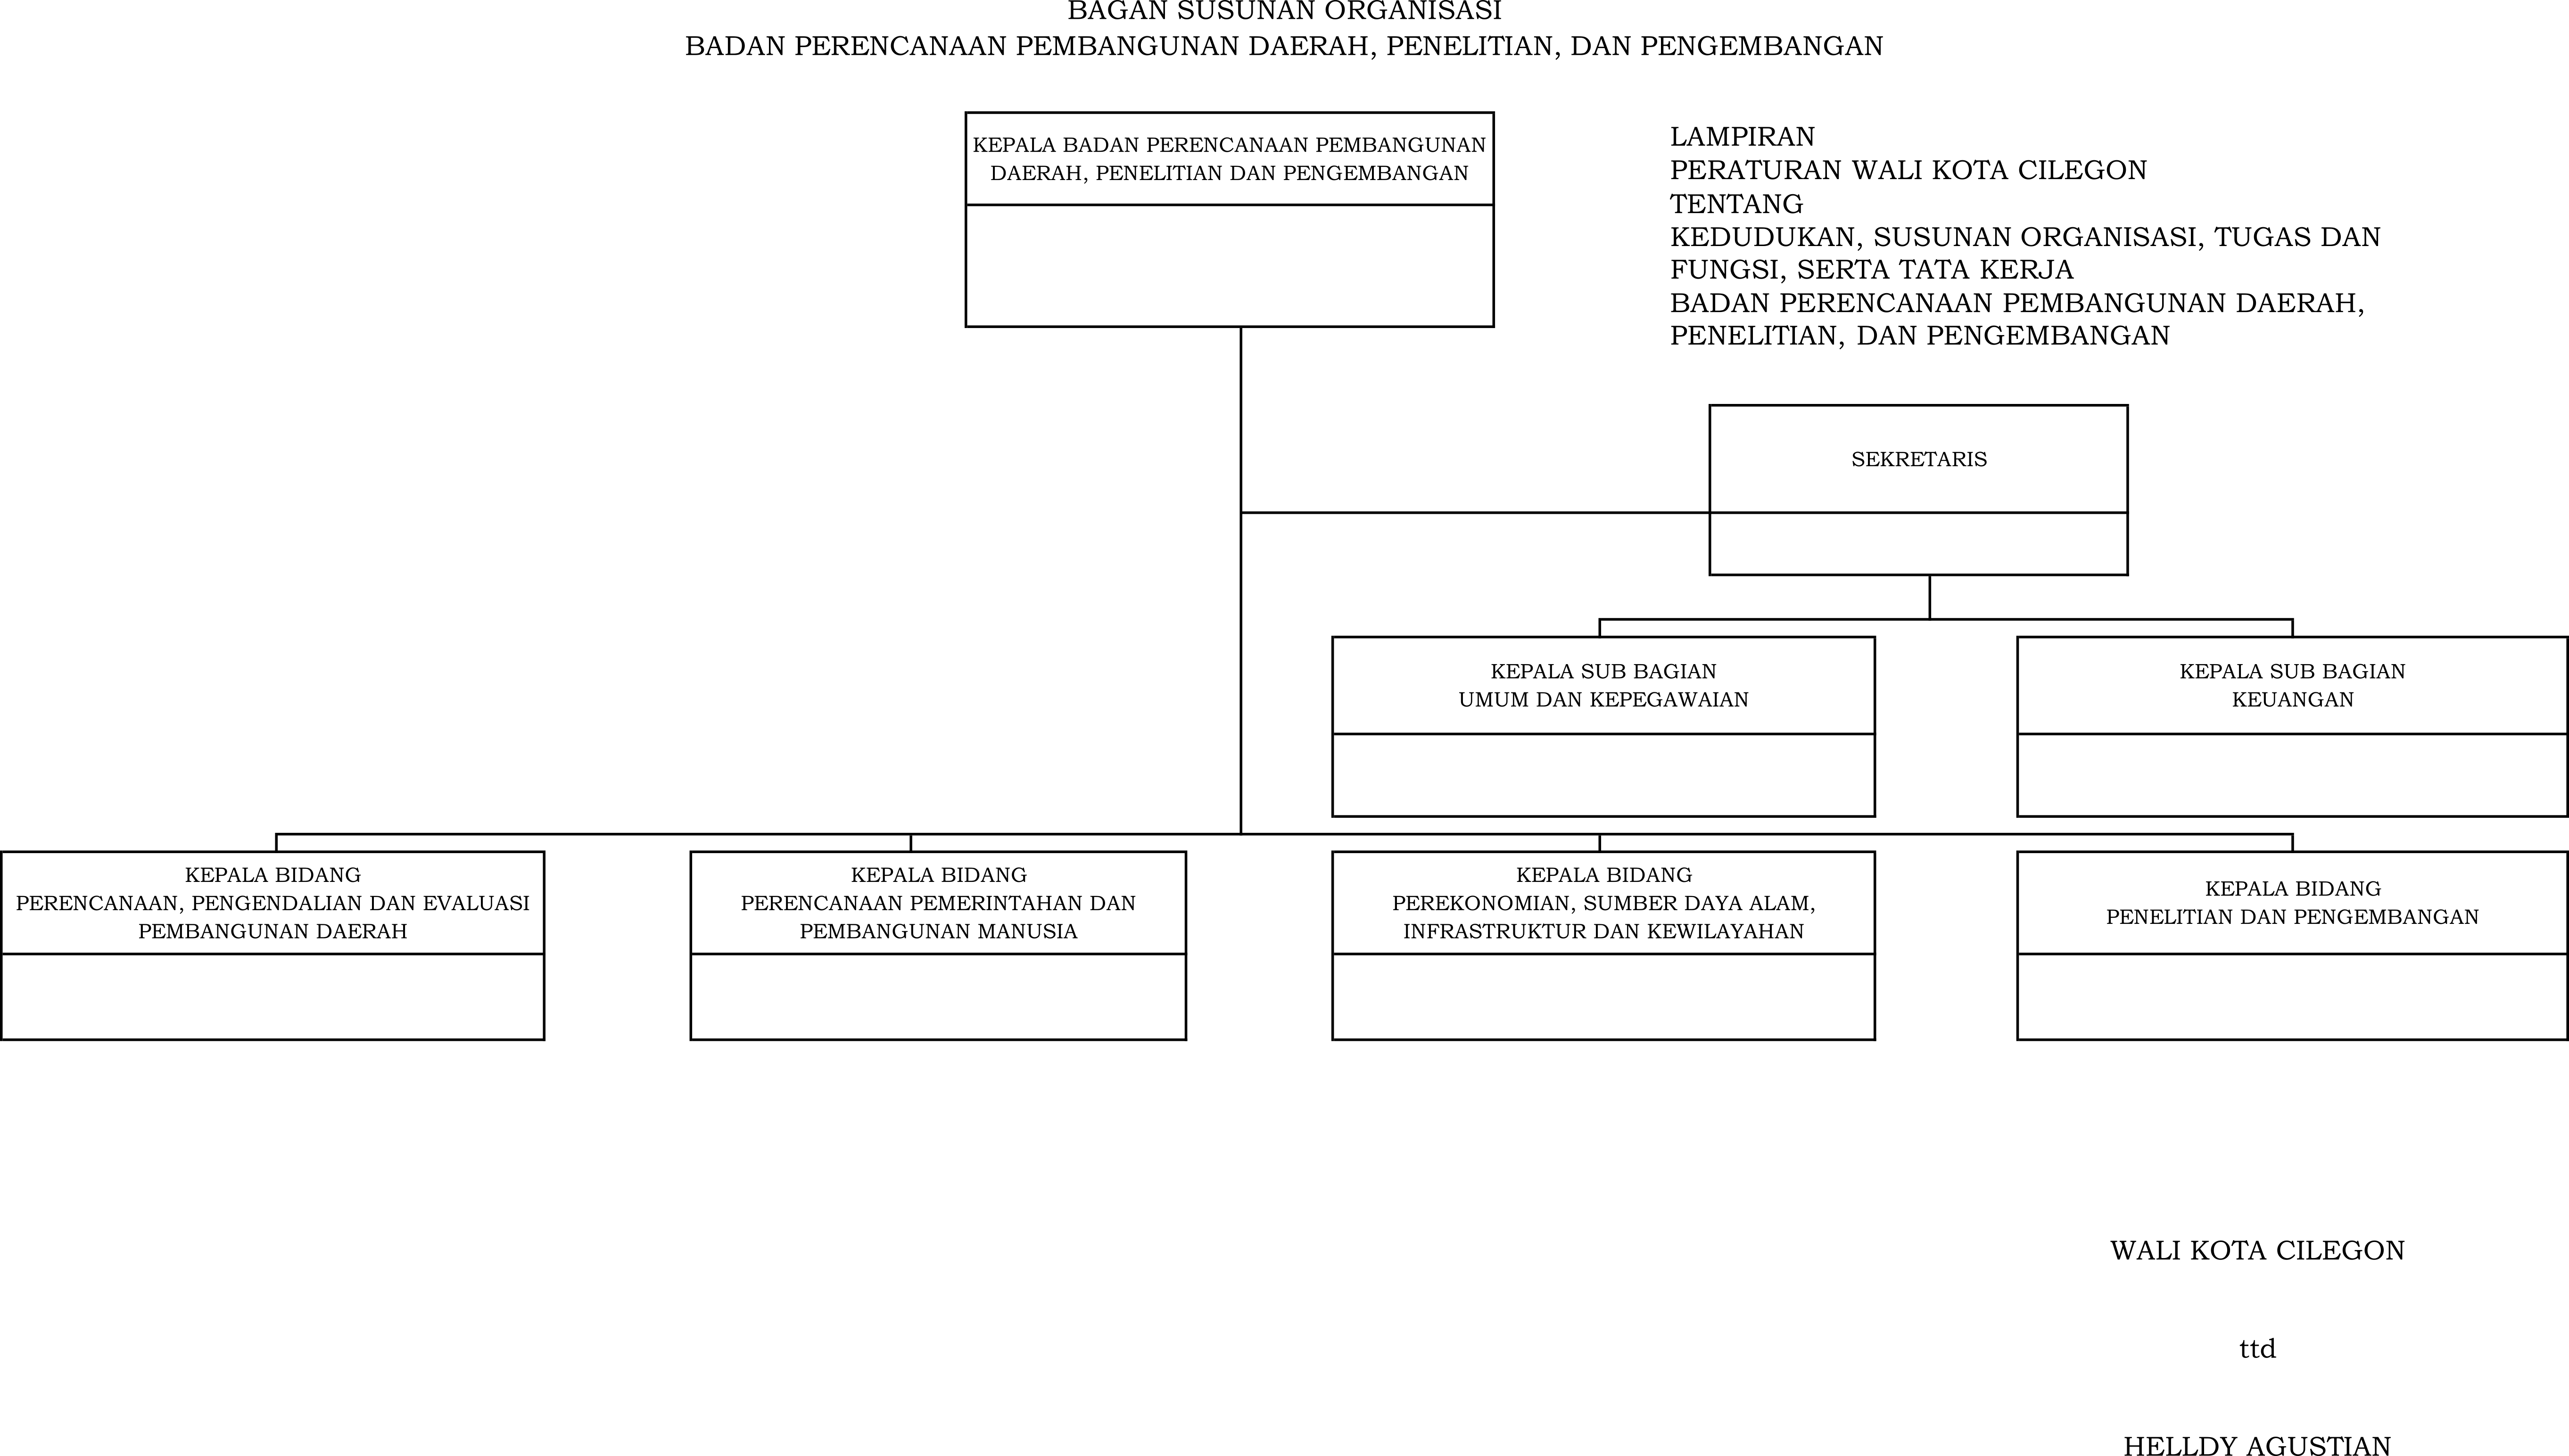 BAGAN SUSUNAN ORGANISASI
BADAN PERENCANAAN PEMBANGUNAN DAERAH, PENELITIAN, DAN PENGEMBANGAN
KEPALA BADAN PERENCANAAN PEMBANGUNAN
DAERAH, PENELITIAN DAN PENGEMBANGAN
LAMPIRAN
PERATURAN WALI KOTA CILEGON
TENTANG
KEDUDUKAN, SUSUNAN ORGANISASI, TUGAS DAN
FUNGSI, SERTA TATA KERJA
BADAN PERENCANAAN PEMBANGUNAN DAERAH,
PENELITIAN, DAN PENGEMBANGAN
SEKRETARIS
KEPALA SUB BAGIAN
UMUM DAN KEPEGAWAIAN
KEPALA SUB BAGIAN
KEUANGAN
KEPALA BIDANG
PERENCANAAN, PENGENDALIAN DAN EVALUASI
PEMBANGUNAN DAERAH
KEPALA BIDANG
PERENCANAAN PEMERINTAHAN DAN
PEMBANGUNAN MANUSIA
KEPALA BIDANG
PEREKONOMIAN, SUMBER DAYA ALAM,
INFRASTRUKTUR DAN KEWILAYAHAN
KEPALA BIDANG
PENELITIAN DAN PENGEMBANGAN
WALI KOTA CILEGON
ttd
HELLDY AGUSTIAN